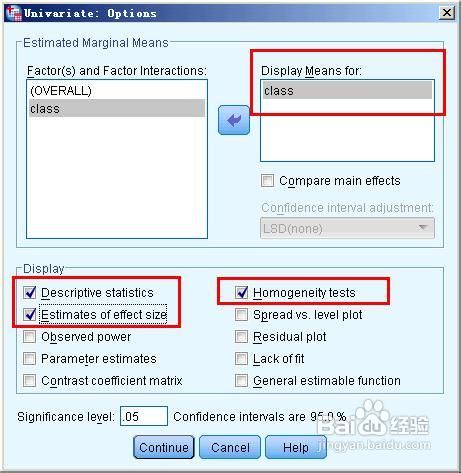 Univariate: Options
Estimated Marginal Means
Factor(s) and Factor Interactions:
(OVERALL)
class
Display Means for:
class
Compare main effects
Confidence interval adjustment:
LSD(none)
Display
Descriptive statistics
Homogeneity tests
Estimates of effect size
Spread vs. level plot
Observed power
Residual plot
Parameter estimates
Lack of fit
Contrast coefficient matrix
General estimable function
Significance level: .05 Confidence intervals are 95.0 %
Continue Cancel Help
Bai 经验
jingyan.baidu.com